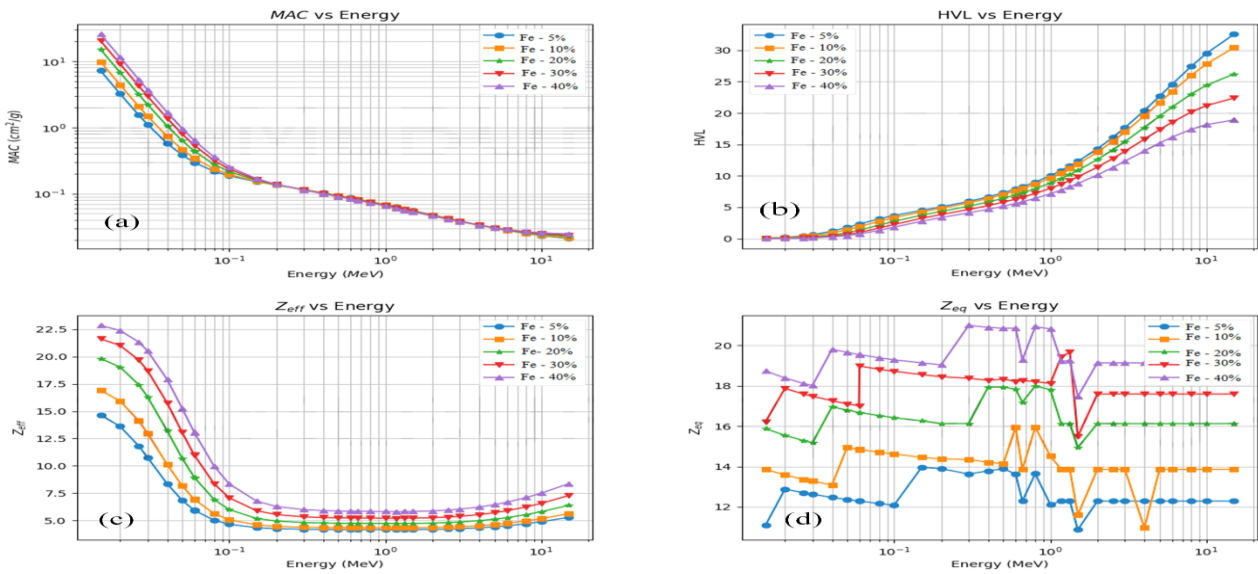 MAC vs Energy
MAC (cm²/g)
10¹
10⁰
10⁻¹
Fe - 5%
Fe - 10%
Fe - 20%
Fe - 30%
Fe - 40%
(a)
10⁻¹ 10⁰ 10¹
Energy (MeV)
HVL vs Energy
HVL
30
25
20
15
10
5
0
Fe - 5%
Fe - 10%
Fe - 20%
Fe - 30%
Fe - 40%
(b)
10⁻¹ 10⁰ 10¹
Energy (MeV)
Z_eff vs Energy
Z_eff
22.5
20.0
17.5
15.0
12.5
10.0
7.5
5.0
Fe - 5%
Fe - 10%
Fe- 20%
Fe - 30%
Fe - 40%
(c)
10⁻¹ 10⁰ 10¹
Energy (MeV)
Z_eq vs Energy
Z_eq
20
18
16
14
12
Fe - 5%
Fe - 10%
Fe - 20%
Fe - 30%
Fe - 40%
(d)
10⁻¹ 10⁰ 10¹
Energy (MeV)